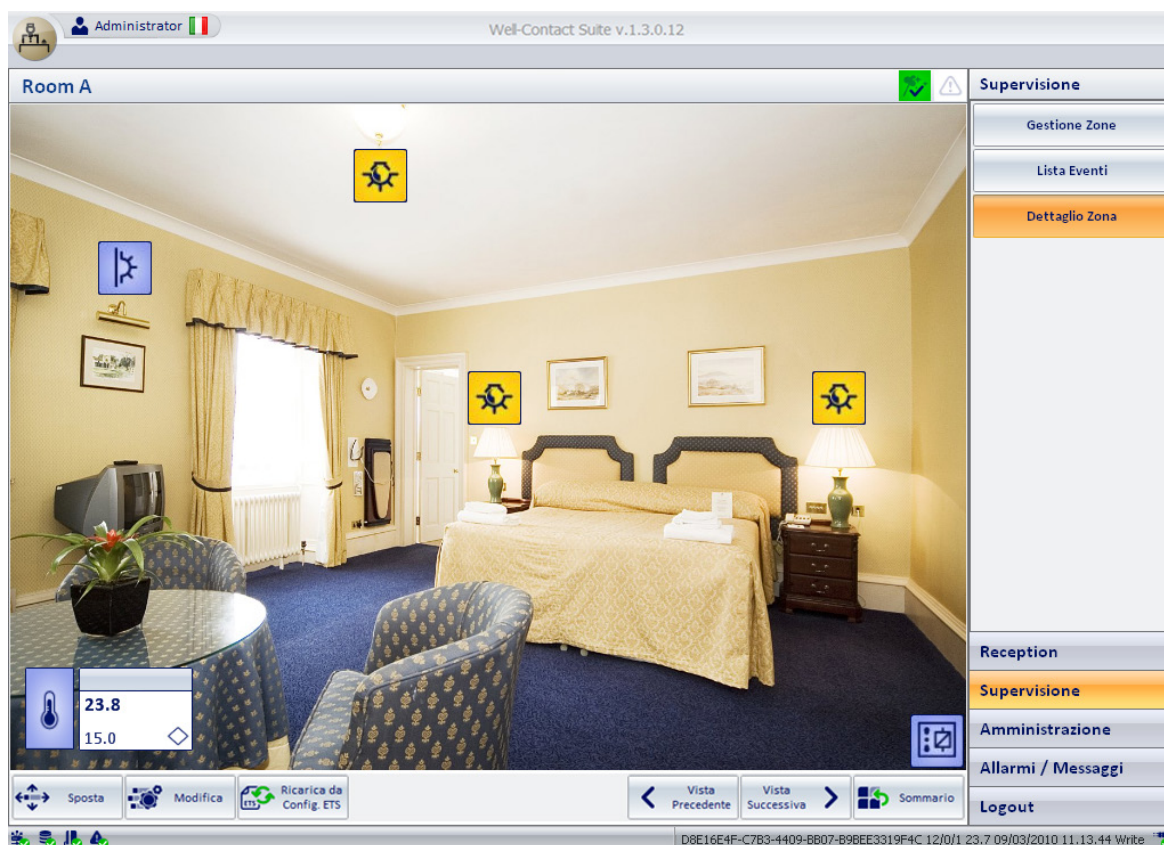 Administrator
Well-Contact Suite v.1.3.0.12
Room A
Supervisione
Gestione Zone
Lista Eventi
Dettaglio Zona
23.8
15.0
Reception
Supervisione
Amministrazione
Allarmi / Messaggi
Logout
Sposta
Modifica
Ricarica da
Config. ETS
Vista
Precedente
Vista
Successiva
Sommario
D8E16E4F-C7B3-4409-BB07-B9BEE3319F4C 12/0/1 23.7 09/03/2010 11.13.44 Write